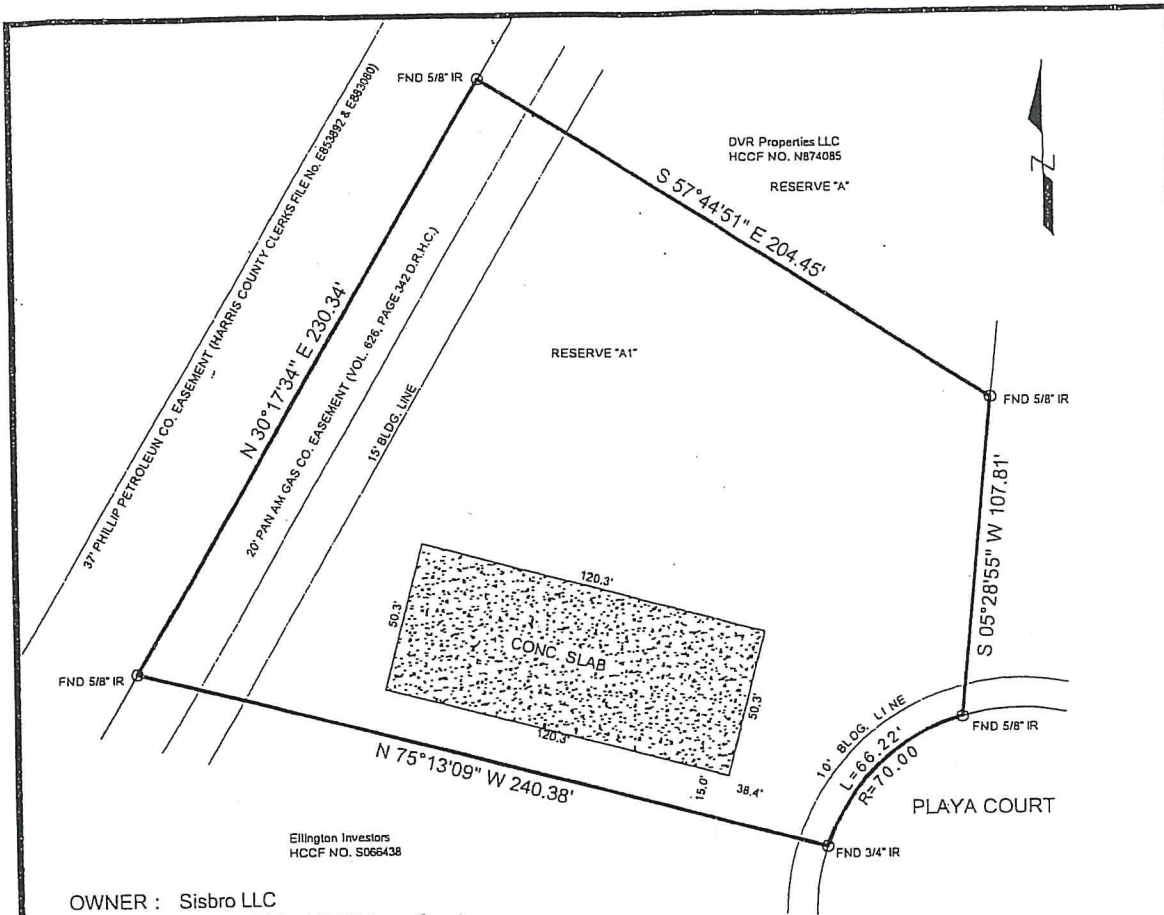 FND 5/8" IR
DVR Properties LLC
HCCF NO. N874085
RESERVE "A"
N
S 57°44'51" E 204.45'
37' PHILLIP PETROLEUN CO. EASEMENT (HARRIS COUNTY CLERKS FILE No. E853892 & E883080)
N 30°17'34" E 230.34'
20' PAN AM GAS CO. EASEMENT (VOL. 626, PAGE 342 D.R.H.C.)
15' BLDG. LINE
RESERVE "A1"
FND 5/8" IR
S 05°28'55" W 107.81'
120.3'
50.3'
CONC. SLAB
50.3'
120.3'
FND 5/8" IR
N 75°13'09" W 240.38'
15.0'
38.4'
10' BLDG. LINE
L=66.22'
R=70.00
FND 5/8" IR
PLAYA COURT
FND 3/4" IR
Ellington Investors
HCCF NO. S066438
OWNER : Sisbro LLC